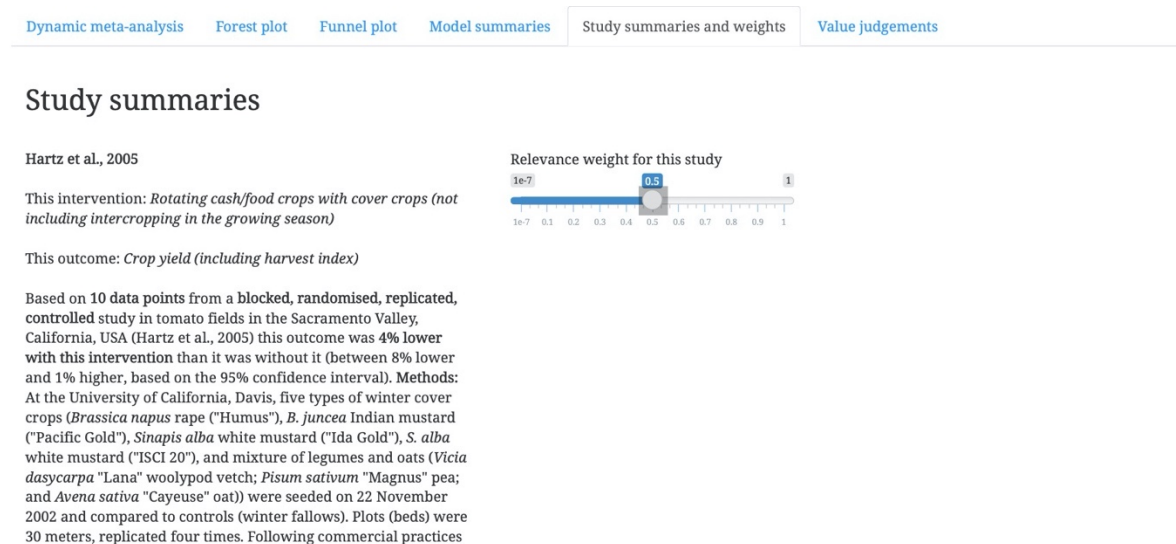 Dynamic meta-analysis Forest plot Funnel plot Model summaries Study summaries and weights Value judgements
Study summaries
Hartz et al., 2005
This intervention: Rotating cash/food crops with cover crops (not
including intercropping in the growing season)
This outcome: Crop yield (including harvest index)
Based on 10 data points from a blocked, randomised, replicated,
controlled study in tomato fields in the Sacramento Valley,
California, USA (Hartz et al., 2005) this outcome was 4% lower
with this intervention than it was without it (between 8% lower
and 1% higher, based on the 95% confidence interval). Methods:
At the University of California, Davis, five types of winter cover
crops (Brassica napus rape ("Humus"), B. juncea Indian mustard
("Pacific Gold"), Sinapis alba white mustard ("Ida Gold"), S. alba
white mustard ("ISCI 20"), and mixture of legumes and oats (Vicia
dasycarpa "Lana" woolypod vetch; Pisum sativum "Magnus" pea;
and Avena sativa "Cayeuse" oat)) were seeded on 22 November
2002 and compared to controls (winter fallows). Plots (beds) were
30 meters, replicated four times. Following commercial practices
Relevance weight for this study
1e-7 0.5 1
1e-7 0.1 0.2 0.3 0.4 0.5 0.6 0.7 0.8 0.9 1